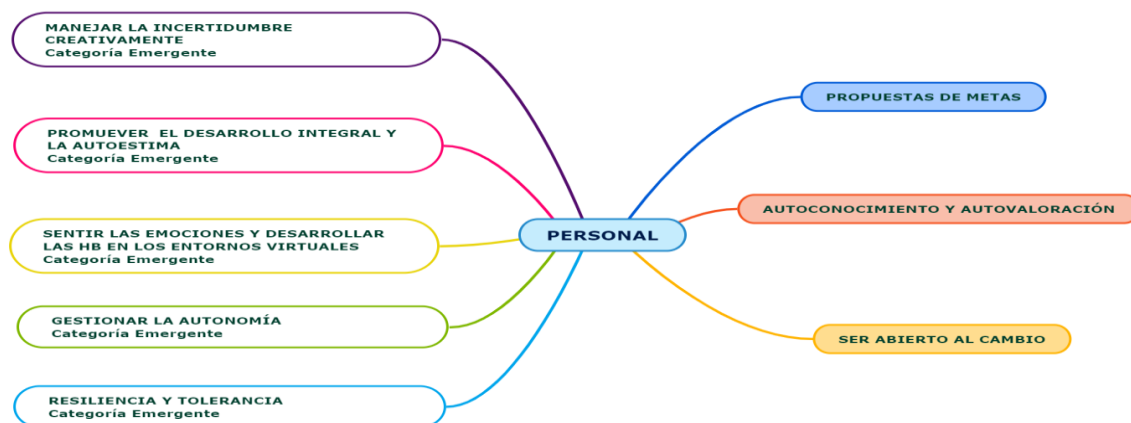 MANEJAR LA INCERTIDUMBRE
CREATIVAMENTE
Categoría Emergente
PROMUEVER EL DESARROLLO INTEGRAL Y
LA AUTOESTIMA
Categoría Emergente
SENTIR LAS EMOCIONES Y DESARROLLAR
LAS HB EN LOS ENTORNOS VIRTUALES
Categoría Emergente
GESTIONAR LA AUTONOMÍA
Categoría Emergente
RESILIENCIA Y TOLERANCIA
Categoría Emergente
PERSONAL
PROPUESTAS DE METAS
AUTOCONOCIMIENTO Y AUTOVALORACIÓN
SER ABIERTO AL CAMBIO